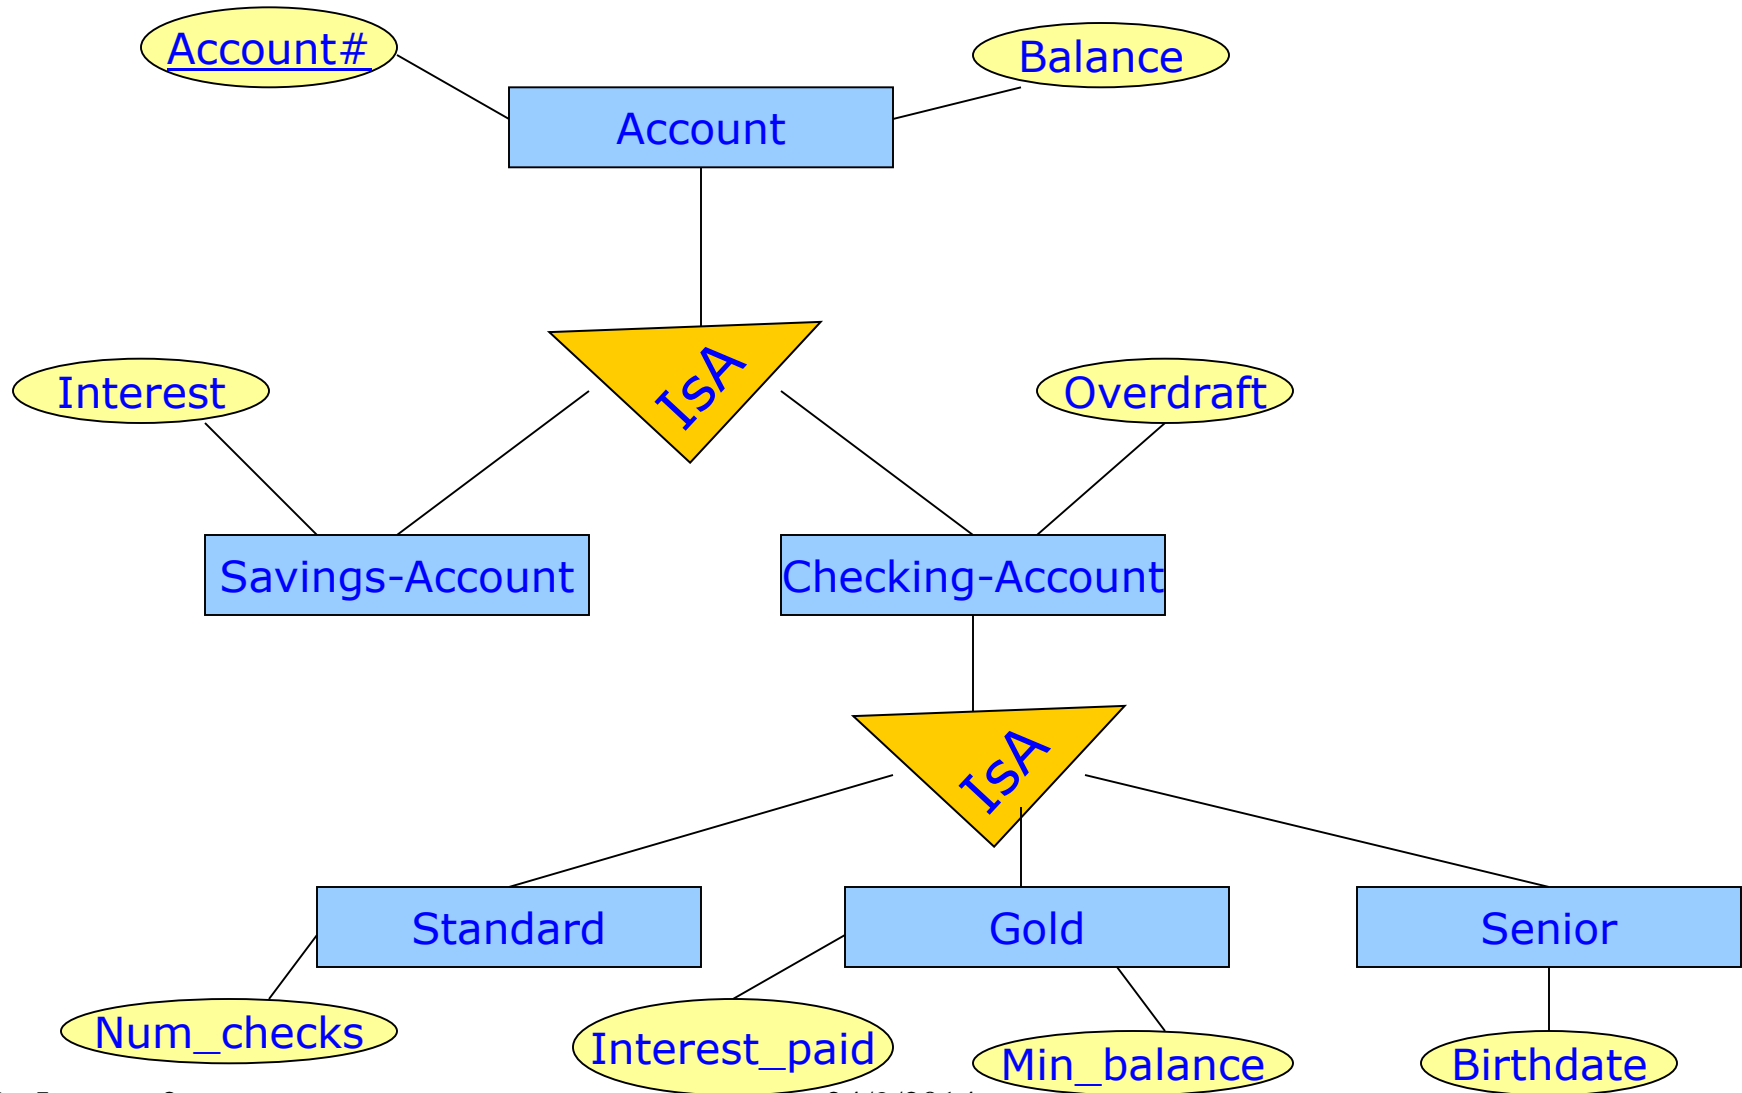 Account#
Balance
Account
IsA
Interest
Overdraft
Savings-Account
Checking-Account
IsA
Standard
Gold
Senior
Num_checks
Interest_paid
Min_balance
Birthdate